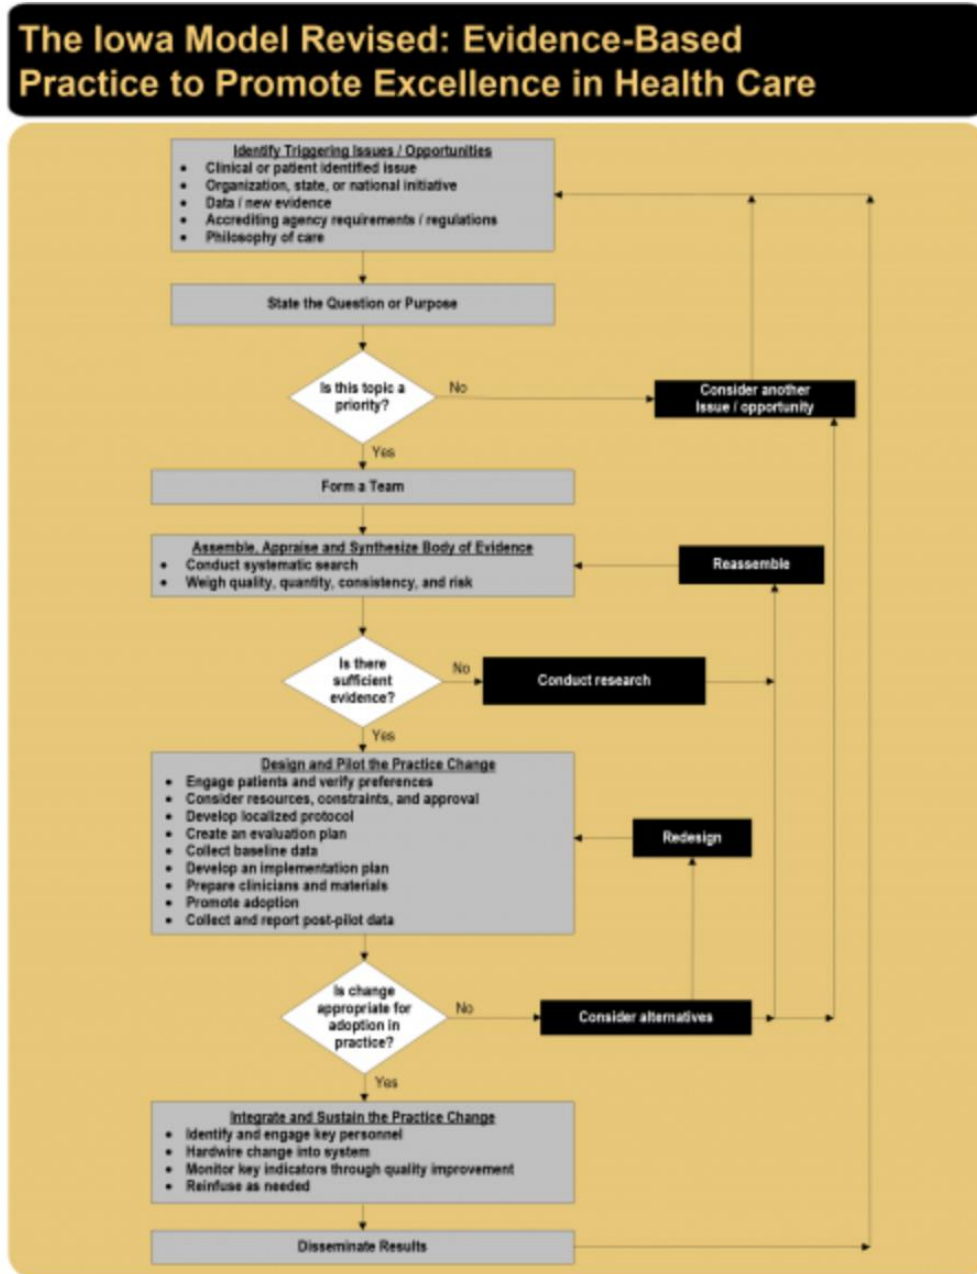 The Iowa Model Revised: Evidence-Based
Practice to Promote Excellence in Health Care
Identify Triggering Issues / Opportunities
• Clinical or patient identified issue
• Organization, state, or national initiative
• Data / new evidence
• Accrediting agency requirements / regulations
• Philosophy of care
State the Question or Purpose
Is this topic a
priority?
No
Consider another
Issue / opportunity
Yes
Form a Team
Assemble, Appraise and Synthesize Body of Evidence
• Conduct systematic search
• Weigh quality, quantity, consistency, and risk
Reassemble
Is there
sufficient
evidence?
No
Conduct research
Yes
Design and Pilot the Practice Change
• Engage patients and verify preferences
• Consider resources, constraints, and approval
• Develop localized protocol
• Create an evaluation plan
• Collect baseline data
• Develop an implementation plan
• Prepare clinicians and materials
• Promote adoption
• Collect and report post-pilot data
Redesign
Is change
appropriate for
adoption in
practice?
No
Consider alternatives
Yes
Integrate and Sustain the Practice Change
• Identify and engage key personnel
• Hardwire change into system
• Monitor key indicators through quality improvement
• Reinfuse as needed
Disseminate Results